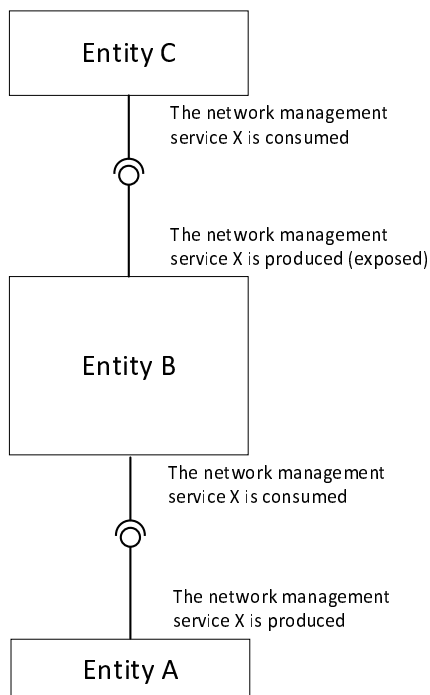 Entity C
The network management
service X is consumed
The network management
service X is produced (exposed)
Entity B
The network management
service X is consumed
The network management
service X is produced
Entity A